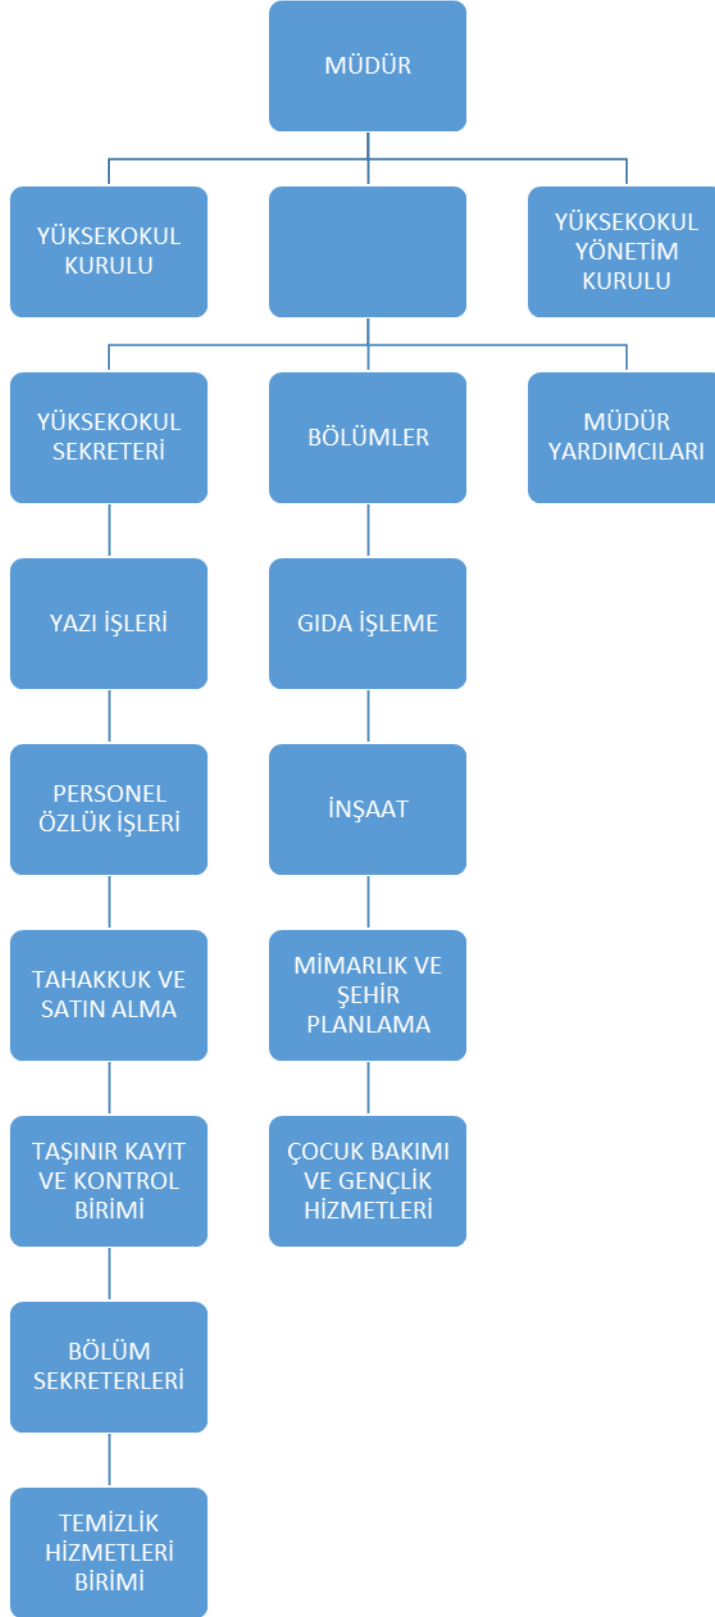 MÜDÜR
YÜKSEKOKUL
KURULU
YÜKSEKOKUL
YÖNETİM
KURULU
YÜKSEKOKUL
SEKRETERİ
BÖLÜMLER
MÜDÜR
YARDIMCILARI
YAZI İŞLERİ
GIDA İŞLEME
PERSONEL
ÖZLÜK İŞLERİ
İNŞAAT
TAHAKKUK VE
SATIN ALMA
MİMARLIK VE
ŞEHİR
PLANLAMA
TAŞINIR KAYIT
VE KONTROL
BİRİMİ
ÇOCUK BAKIMI
VE GENÇLİK
HİZMETLERİ
BÖLÜM
SEKRETERLERİ
TEMİZLİK
HİZMETLERİ
BİRİMİ